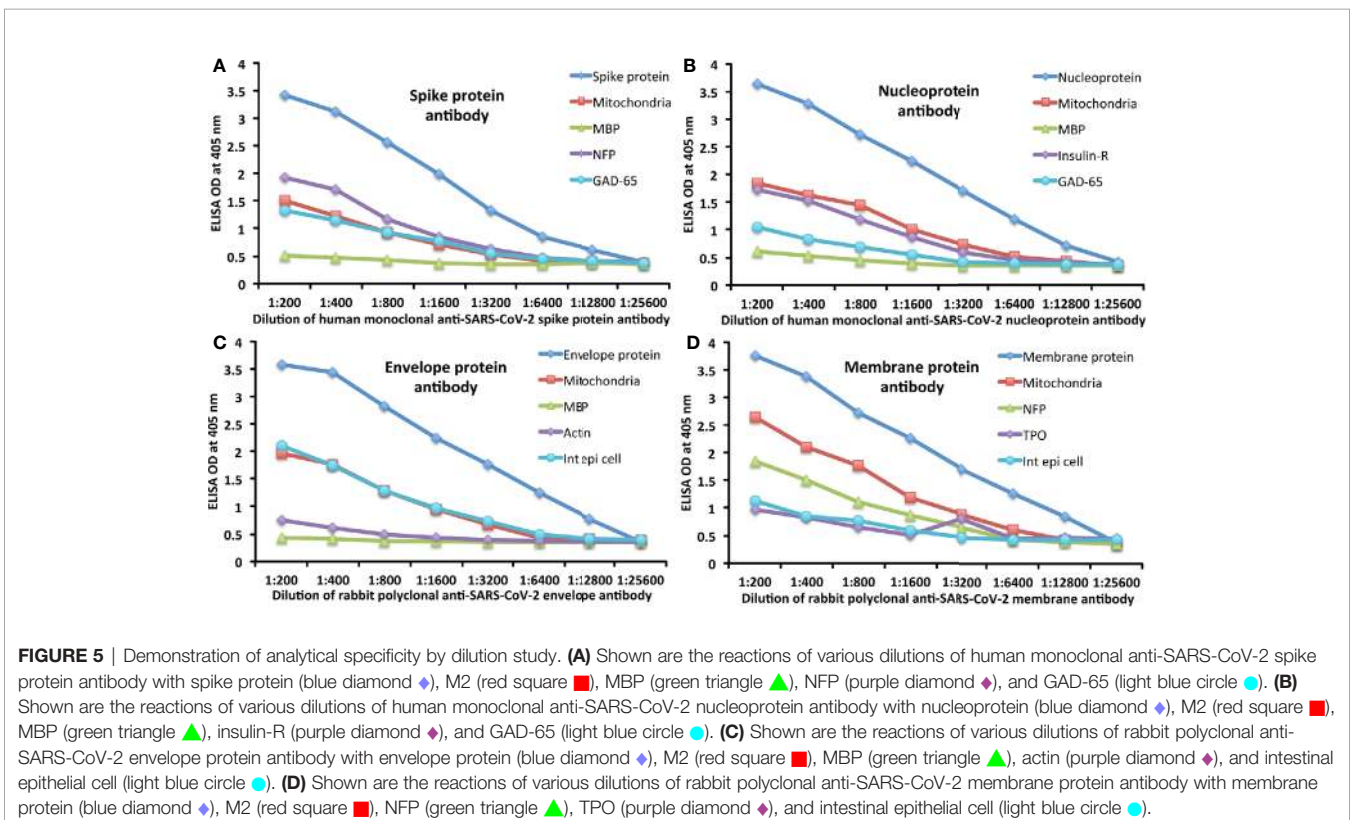 A
Spike protein antibody
ELISA OD at 405 nm
4
3.5
3
2.5
2
1.5
1
0.5
0
Spike protein
Mitochondria
MBP
NFP
GAD-65
1:200 1:400 1:800 1:1600 1:3200 1:6400 1:12800 1:25600
Dilution of human monoclonal anti-SARS-CoV-2 spike protein antibody
B
Nucleoprotein antibody
ELISA OD at 405 nm
4
3.5
3
2.5
2
1.5
1
0.5
0
Nucleoprotein
Mitochondria
MBP
Insulin-R
GAD-65
1:200 1:400 1:800 1:1600 1:3200 1:6400 1:12800 1:25600
Dilution of human monoclonal anti-SARS-CoV-2 nucleoprotein antibody
C
Envelope protein antibody
ELISA OD at 405 nm
4
3.5
3
2.5
2
1.5
1
0.5
0
Envelope protein
Mitochondria
MBP
Actin
Int epi cell
1:200 1:400 1:800 1:1600 1:3200 1:6400 1:12800 1:25600
Dilution of rabbit polyclonal anti-SARS-CoV-2 envelope antibody
D
Membrane protein antibody
ELISA OD at 405 nm
4
3.5
3
2.5
2
1.5
1
0.5
0
Membrane protein
Mitochondria
NFP
TPO
Int epi cell
1:200 1:400 1:800 1:1600 1:3200 1:6400 1:12800 1:25600
Dilution of rabbit polyclonal anti-SARS-CoV-2 membrane antibody
FIGURE 5 | Demonstration of analytical specificity by dilution study. (A) Shown are the reactions of various dilutions of human monoclonal anti-SARS-CoV-2 spike
protein antibody with spike protein (blue diamond ◆), M2 (red square ■), MBP (green triangle ▲), NFP (purple diamond ◆), and GAD-65 (light blue circle ●). (B)
Shown are the reactions of various dilutions of human monoclonal anti-SARS-CoV-2 nucleoprotein antibody with nucleoprotein (blue diamond ◆), M2 (red square ■),
MBP (green triangle ▲), insulin-R (purple diamond ◆), and GAD-65 (light blue circle ●). (C) Shown are the reactions of various dilutions of rabbit polyclonal anti-
SARS-CoV-2 envelope protein antibody with envelope protein (blue diamond ◆), M2 (red square ■), MBP (green triangle ▲), actin (purple diamond ◆), and intestinal
epithelial cell (light blue circle ●). (D) Shown are the reactions of various dilutions of rabbit polyclonal anti-SARS-CoV-2 membrane protein antibody with membrane
protein (blue diamond ◆), M2 (red square ■), NFP (green triangle ▲), TPO (purple diamond ◆), and intestinal epithelial cell (light blue circle ●).